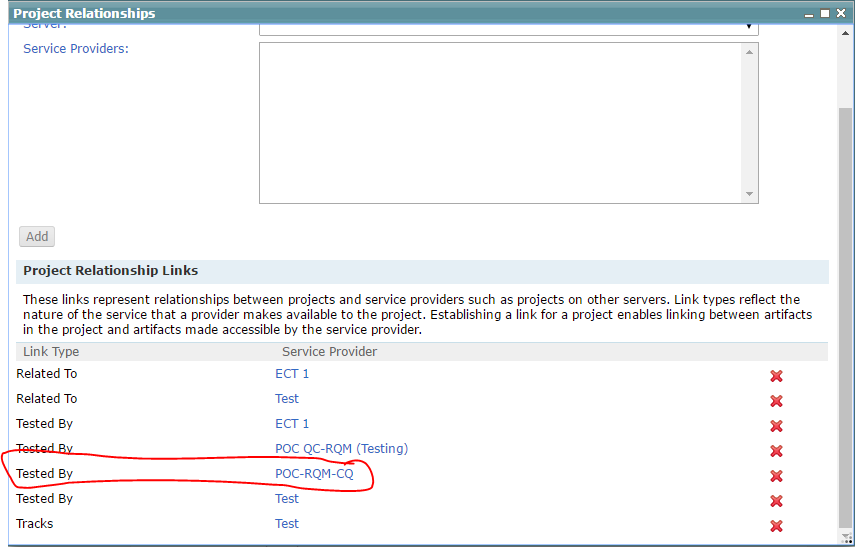 Project Relationships
Server:
Service Providers:
Add
Project Relationship Links
These links represent relationships between projects and service providers such as projects on other servers. Link types reflect the
nature of the service that a provider makes available to the project. Establishing a link for a project enables linking between artifacts
in the project and artifacts made accessible by the service provider.
Link Type Service Provider
Related To ECT 1
Related To Test
Tested By ECT 1
Tested By POC QC-RQM (Testing)
Tested By POC-RQM-CQ
Tested By Test
Tracks Test